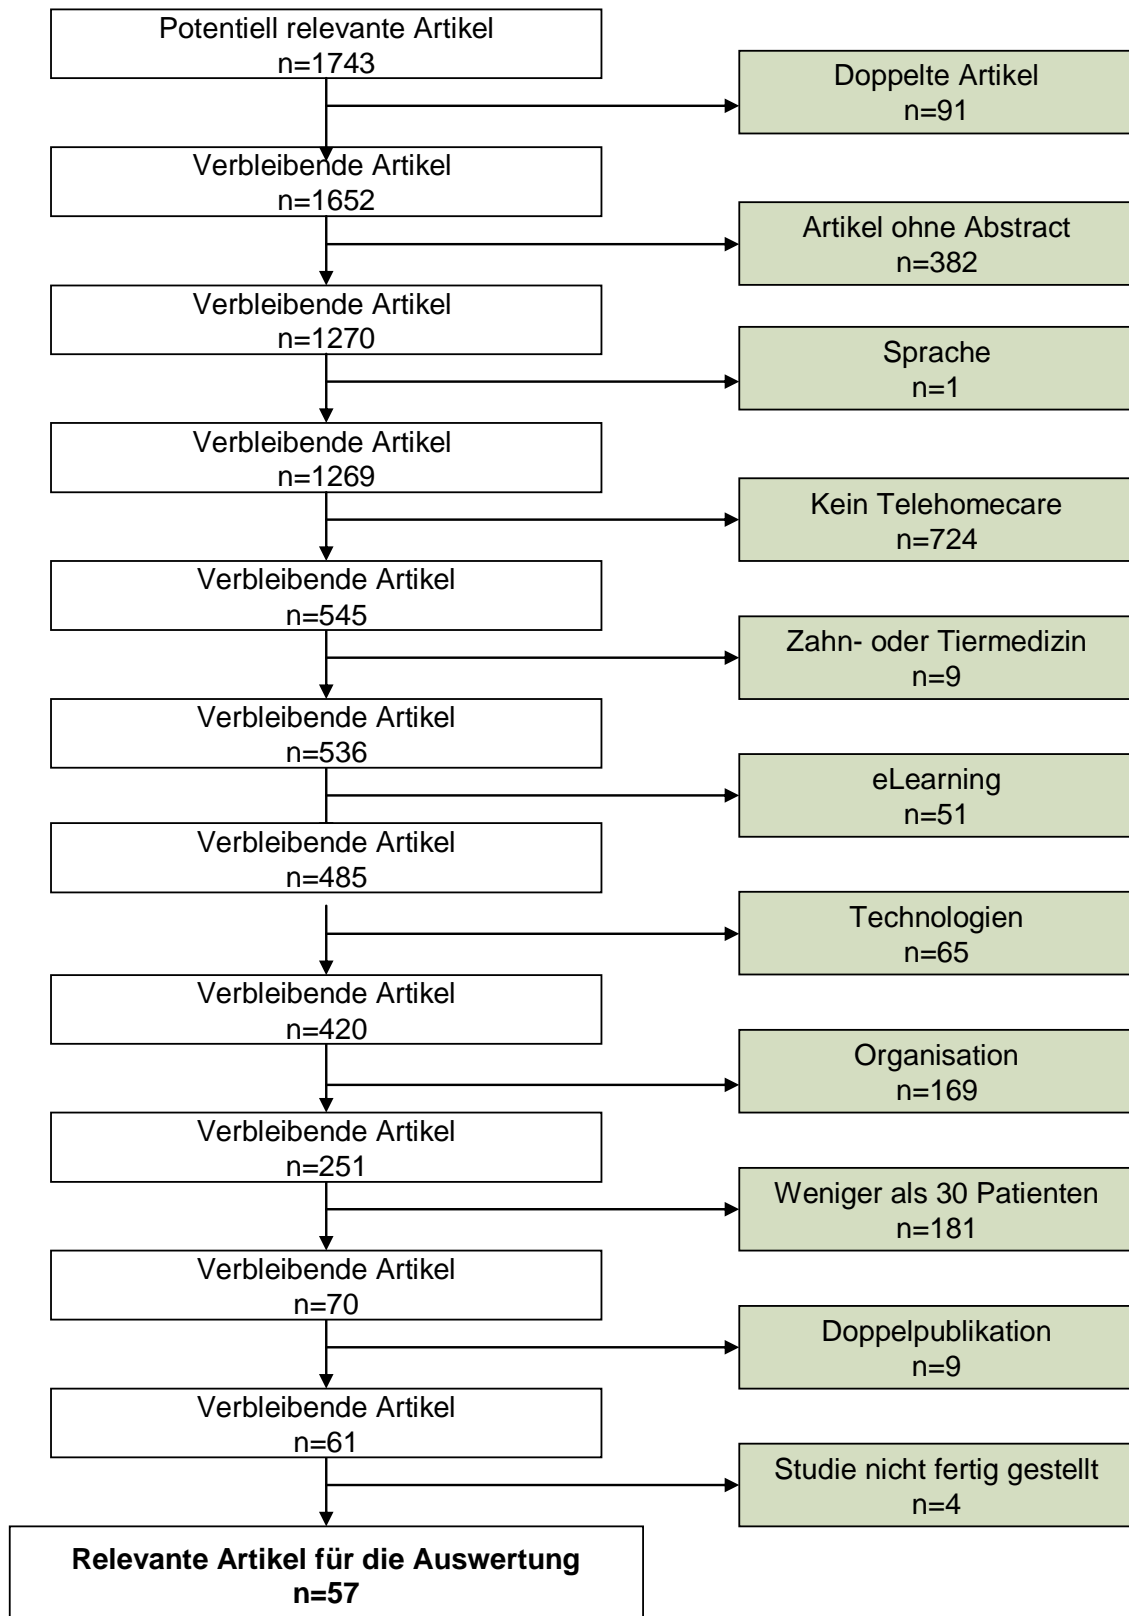 Potentiell relevante Artikel
n=1743
Doppelte Artikel
n=91
Verbleibende Artikel
n=1652
Artikel ohne Abstract
n=382
Verbleibende Artikel
n=1270
Sprache
n=1
Verbleibende Artikel
n=1269
Kein Telehomecare
n=724
Verbleibende Artikel
n=545
Zahn- oder Tiermedizin
n=9
Verbleibende Artikel
n=536
eLearning
n=51
Verbleibende Artikel
n=485
Technologien
n=65
Verbleibende Artikel
n=420
Organisation
n=169
Verbleibende Artikel
n=251
Weniger als 30 Patienten
n=181
Verbleibende Artikel
n=70
Doppelpublikation
n=9
Verbleibende Artikel
n=61
Studie nicht fertig gestellt
n=4
Relevante Artikel für die Auswertung
n=57